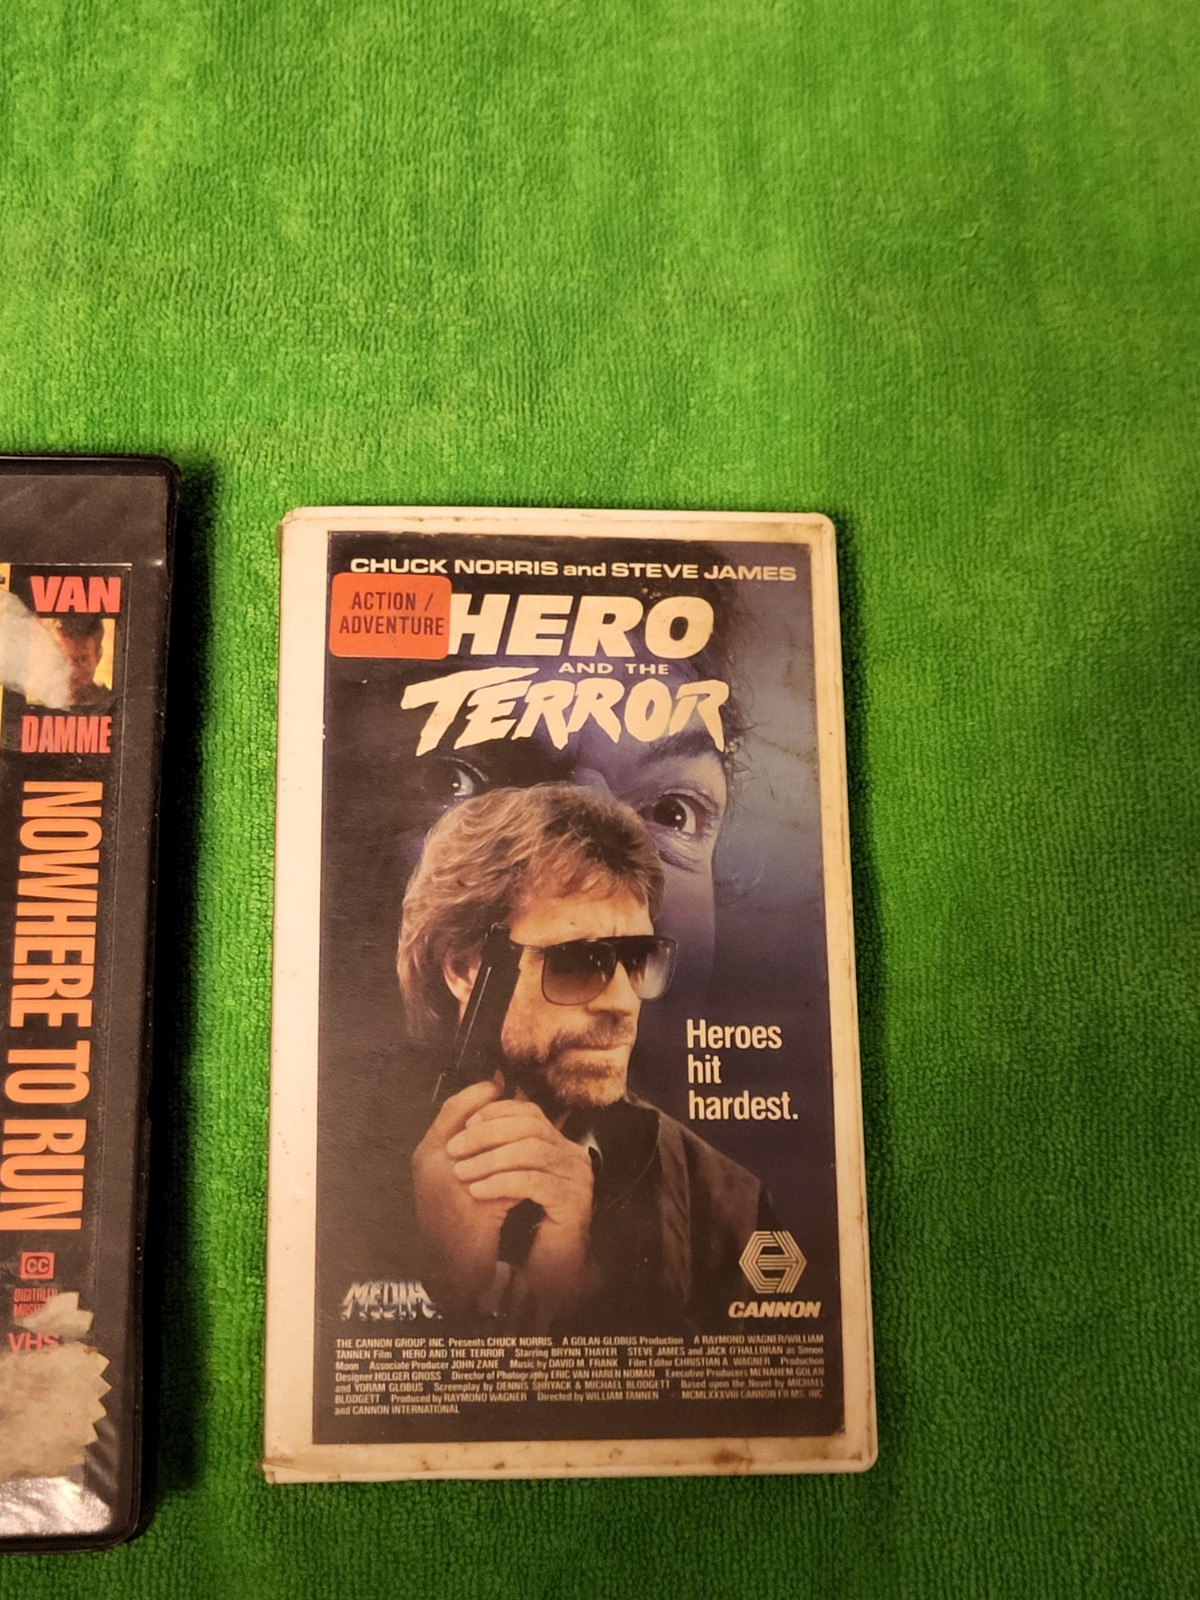 VAN
DAMME
NOWHERE TO RUN
CC
VHS
CHUCK NORRIS and STEVE JAMES
ACTION /
ADVENTURE
HERO
AND THE
TERROR
Heroes
hit
hardest.
MEDIA
CANNON
THE CANNON GROUP, INC. Presents CHUCK NORRIS A GOLAN-GLOBUS Production A RAYMOND WAGNER/WILLIAM
TANNEN Film HERO AND THE TERROR Starring BRYNN THAYER STEVE JAMES and JACK O'HALLORAN as Simon
Moon Associate Producer JOHN ZANE Music by DAVID M. FRANK Film Editor CHRISTIAN A. WAGNER Production
Designer HOLGER GROSS Director of Photography ERIC VAN HAREN NOMAN Executive Producers MENAHEM GOLAN
and YORAM GLOBUS Screenplay by DENNIS SHRYACK & MICHAEL BLODGETT Based upon the Novel by MICHAEL
BLODGETT Produced by RAYMOND WAGNER Directed by WILLIAM TANNEN MCMLXXXVIII CANNON FILMS, INC.
and CANNON INTERNATIONAL